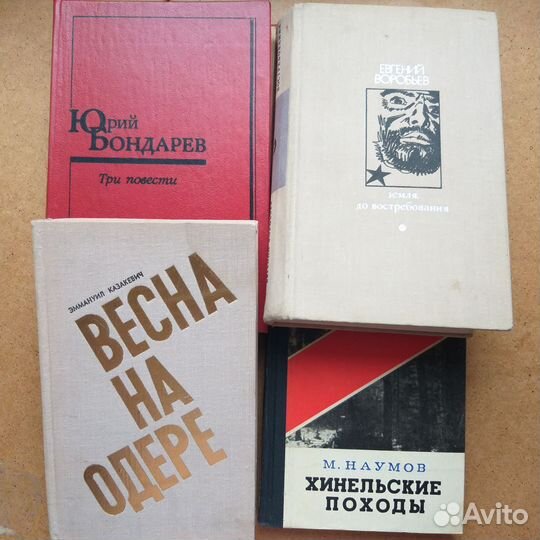 Юрий
Бондарев
Три повести
ЕВГЕНИЙ
ВОРОБЬЕВ
земля,
до востребования
ЭММАНУИЛ КАЗАКЕВИЧ
ВЕСНА
НА
ОДЕРЕ
М. НАУМОВ
ХИНЕЛЬСКИЕ
ПОХОДЫ
Avito